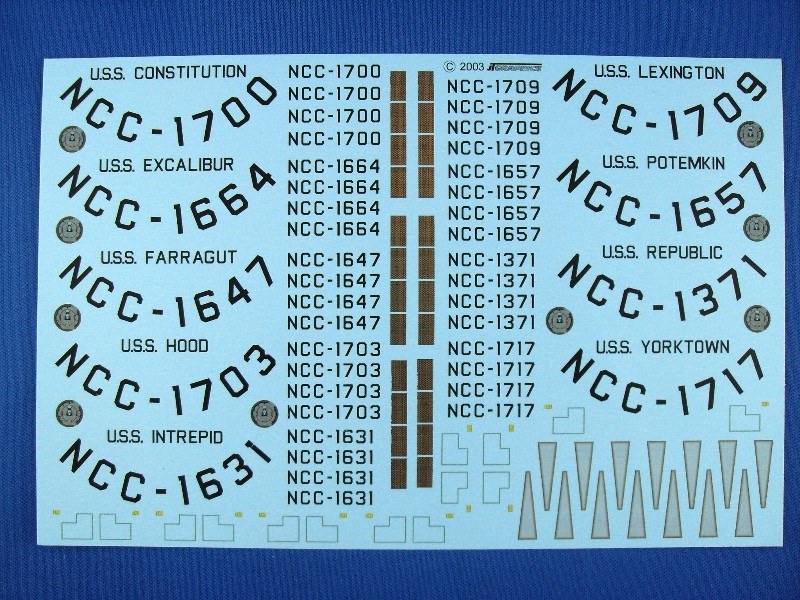 U.S.S. CONSTITUTION
NCC-1700
U.S.S. EXCALIBUR
NCC-1664
U.S.S. FARRAGUT
NCC-1647
U.S.S. HOOD
NCC-1703
U.S.S. INTREPID
NCC-1631
NCC-1700
NCC-1700
NCC-1700
NCC-1700
NCC-1664
NCC-1664
NCC-1664
NCC-1664
NCC-1647
NCC-1647
NCC-1647
NCC-1647
NCC-1703
NCC-1703
NCC-1703
NCC-1703
NCC-1631
NCC-1631
NCC-1631
NCC-1631
© 2003 JTGRAPHICS
NCC-1709
NCC-1709
NCC-1709
NCC-1709
NCC-1657
NCC-1657
NCC-1657
NCC-1657
NCC-1371
NCC-1371
NCC-1371
NCC-1371
NCC-1717
NCC-1717
NCC-1717
NCC-1717
U.S.S. LEXINGTON
NCC-1709
U.S.S. POTEMKIN
NCC-1657
U.S.S. REPUBLIC
NCC-1371
U.S.S. YORKTOWN
NCC-1717